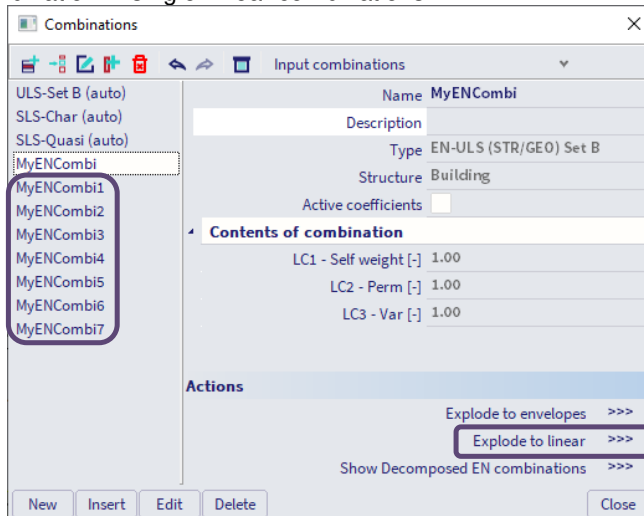 Combinations
Input combinations
ULS-Set B (auto)
SLS-Char (auto)
SLS-Quasi (auto)
MyENCombi
MyENCombi1
MyENCombi2
MyENCombi3
MyENCombi4
MyENCombi5
MyENCombi6
MyENCombi7
Name MyENCombi
Description
Type EN-ULS (STR/GEO) Set B
Structure Building
Active coefficients
Contents of combination
LC1 - Self weight [-] 1.00
LC2 - Perm [-] 1.00
LC3 - Var [-] 1.00
Actions
Explode to envelopes >>>
Explode to linear >>>
Show Decomposed EN combinations >>>
New Insert Edit Delete Close